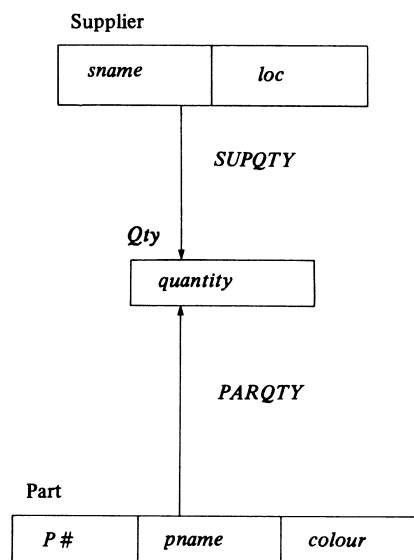 Supplier
sname loc
SUPQTY
Qty
quantity
PARQTY
Part
P # pname colour